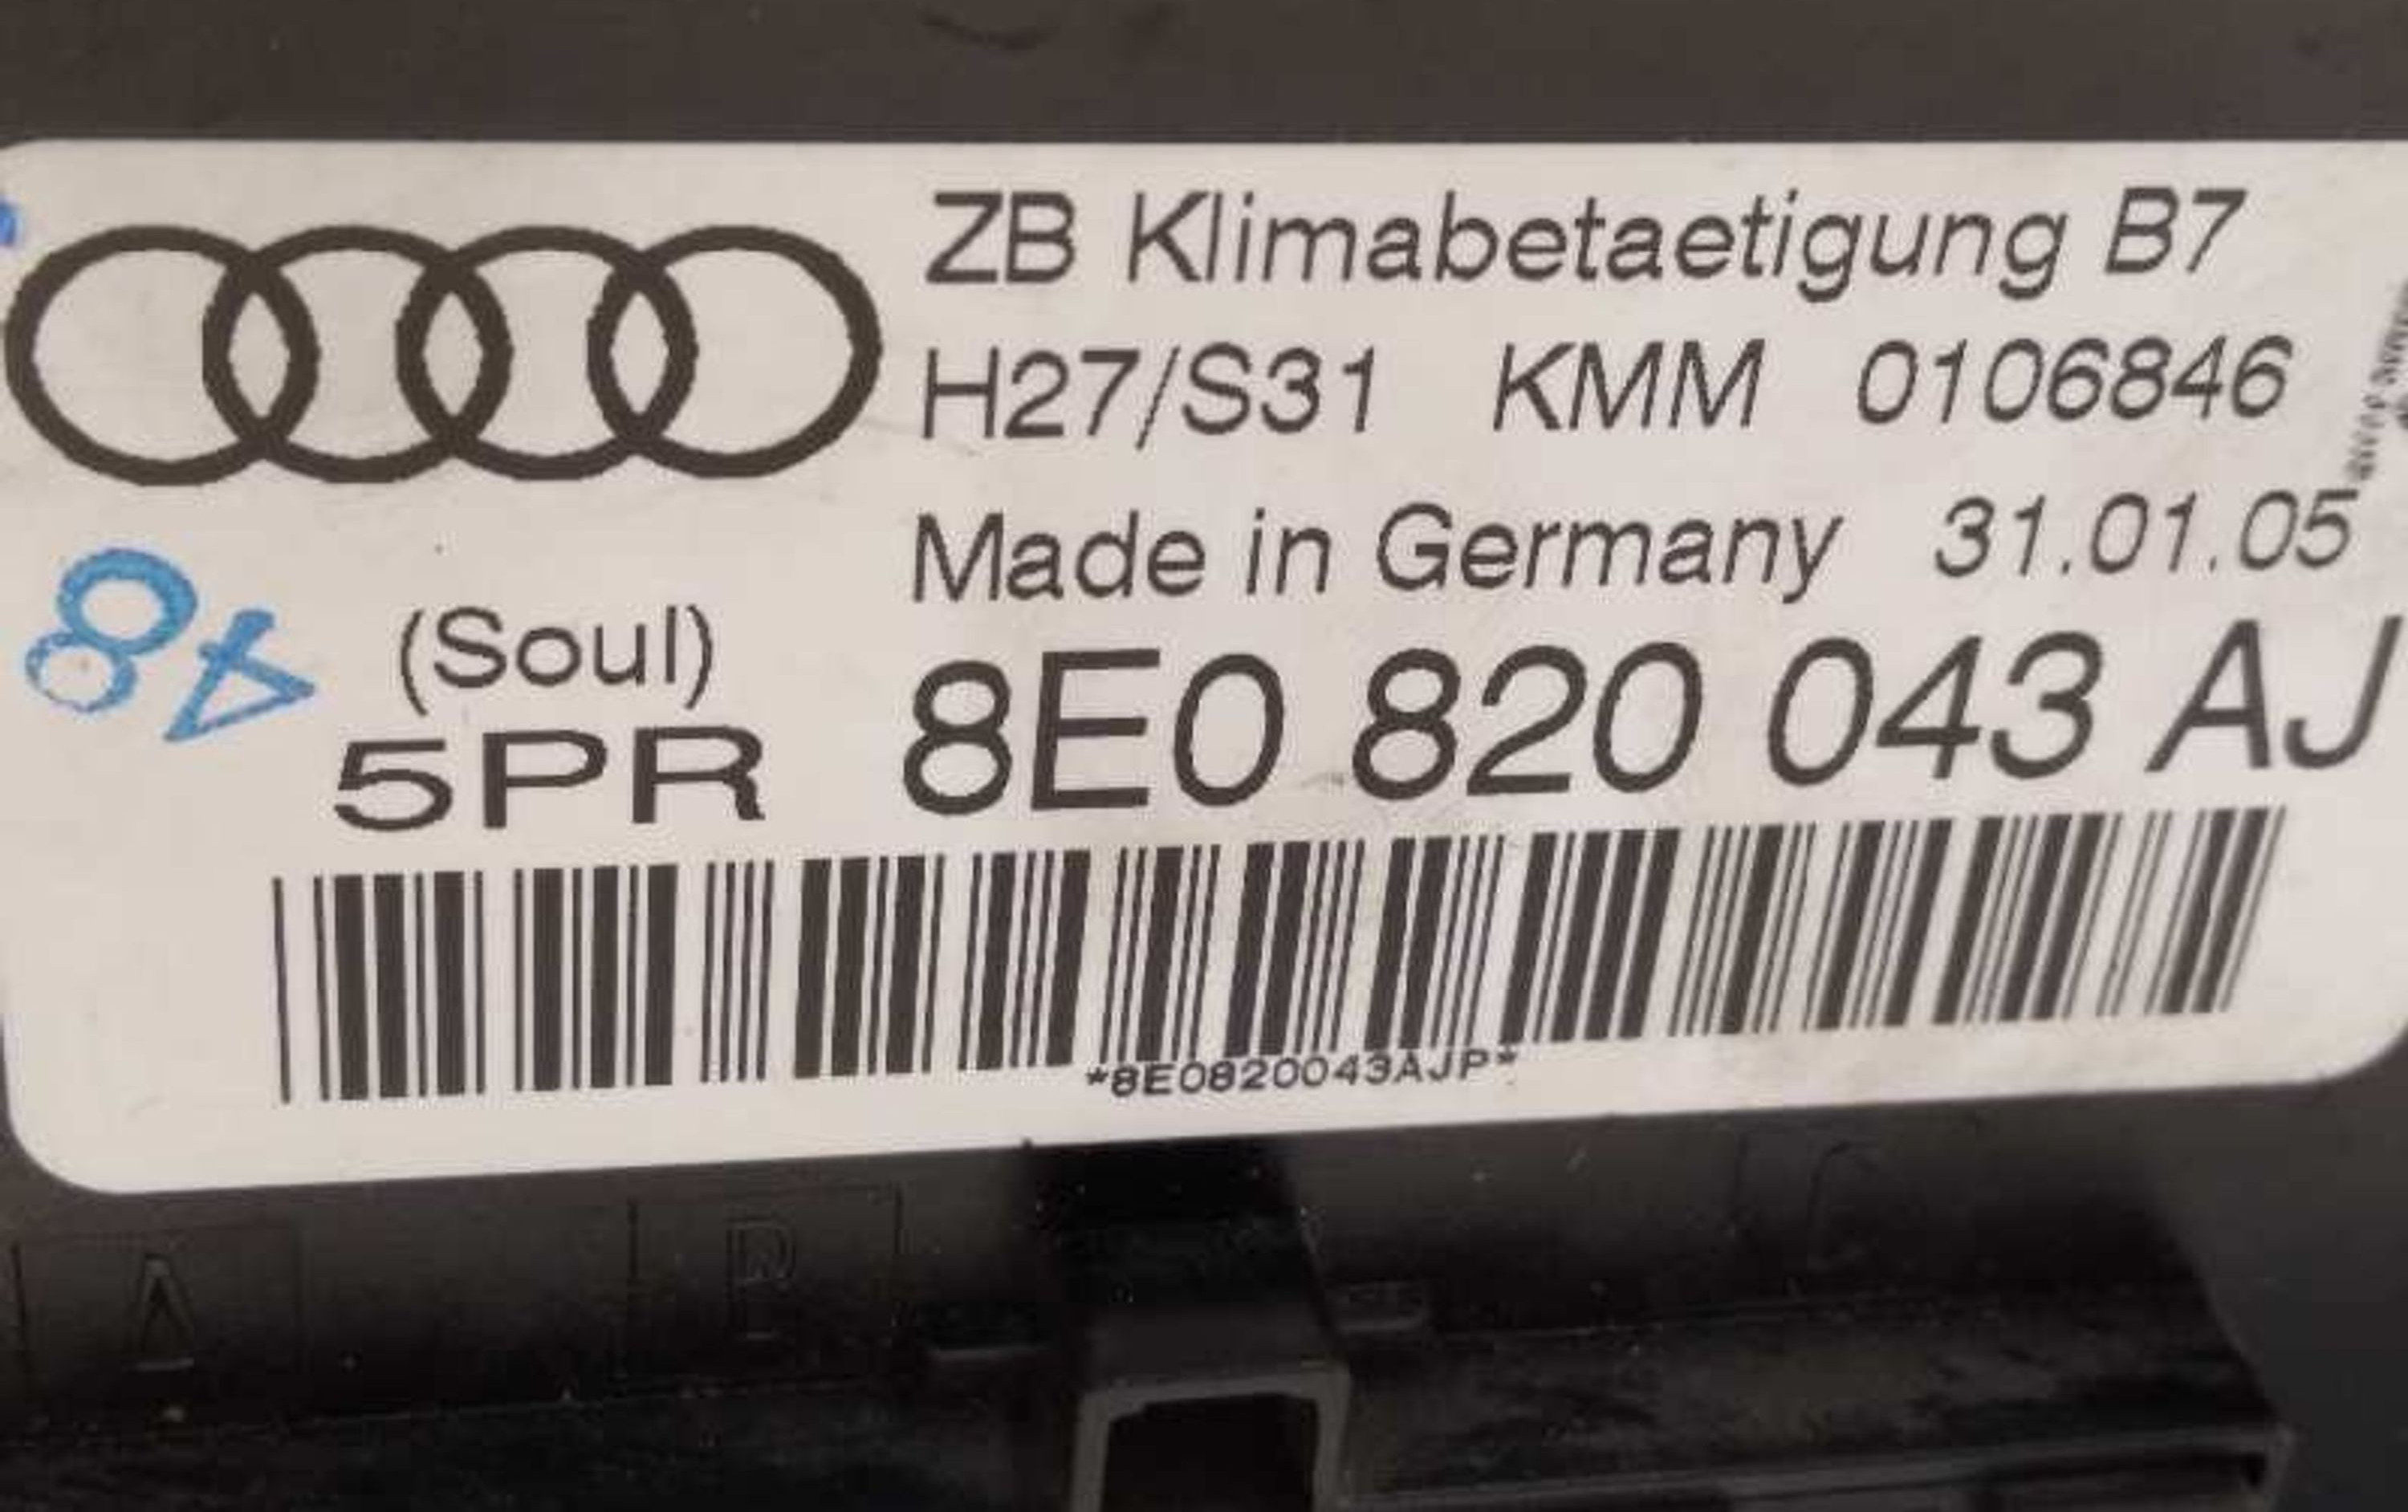 ZB Klimabetaetigung B7
H27/S31 KMM 0106846
Made in Germany 31.01.05
48
(Soul)
5PR 8E0 820 043 AJ
*8E0820043AJP*
A